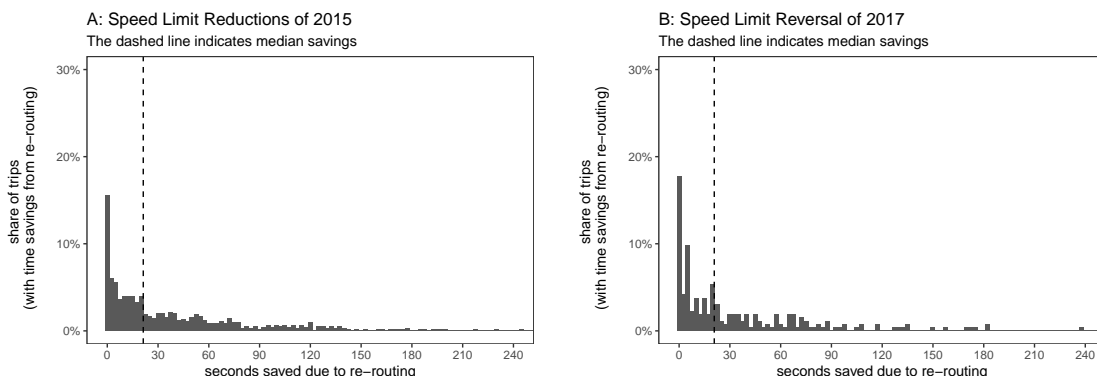 A: Speed Limit Reductions of 2015
The dashed line indicates median savings
share of trips
(with time savings from re−routing)
30%
20%
10%
0%
0 30 60 90 120 150 180 210 240
seconds saved due to re−routing
B: Speed Limit Reversal of 2017
The dashed line indicates median savings
share of trips
(with time savings from re−routing)
30%
20%
10%
0%
0 30 60 90 120 150 180 210 240
seconds saved due to re−routing